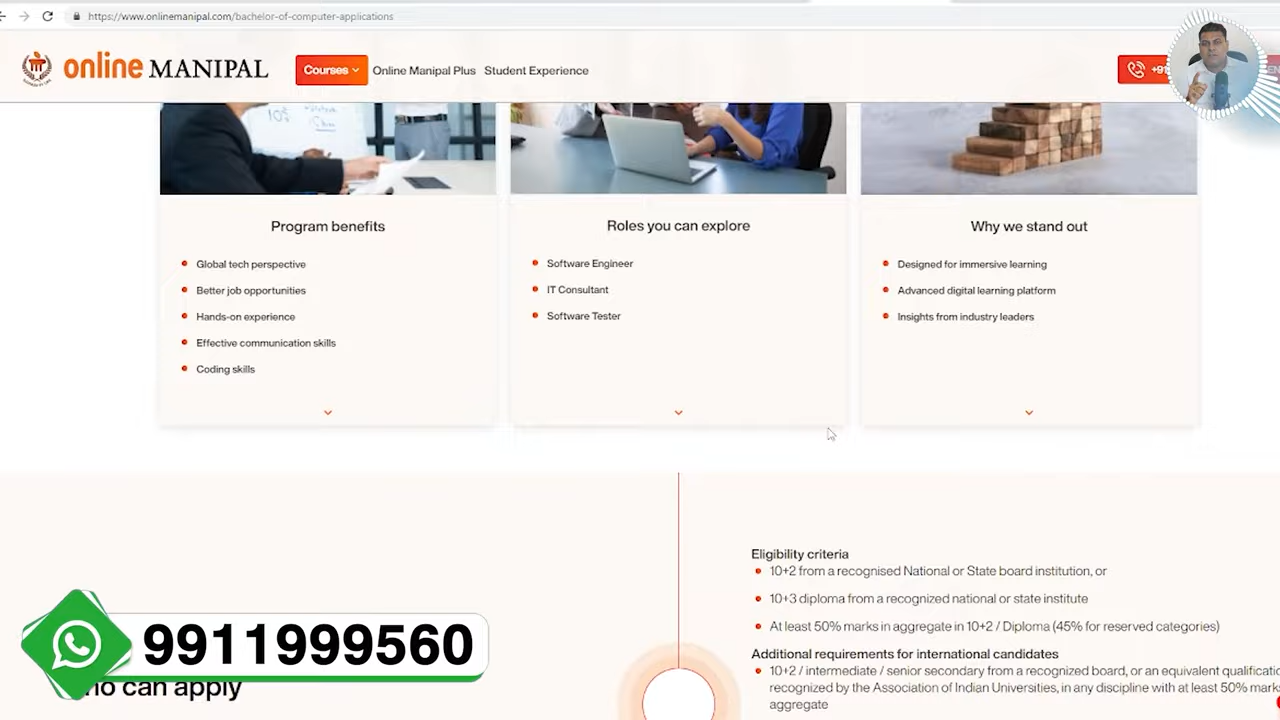 https://www.onlinemanipal.com/bachelor-of-computer-applications
online MANIPAL
Courses
Online Manipal Plus
Student Experience
+91
Program benefits
Global tech perspective
Better job opportunities
Hands-on experience
Effective communication skills
Coding skills
Roles you can explore
Software Engineer
IT Consultant
Software Tester
Why we stand out
Designed for immersive learning
Advanced digital learning platform
Insights from industry leaders
Eligibility criteria
10+2 from a recognised National or State board institution, or
10+3 diploma from a recognized national or state institute
At least 50% marks in aggregate in 10+2 / Diploma (45% for reserved categories)
Additional requirements for international candidates
10+2 / intermediate / senior secondary from a recognized board, or an equivalent
recognized by the Association of Indian Universities, in any discipline with at least 50%
aggregate
9911999560
can apply